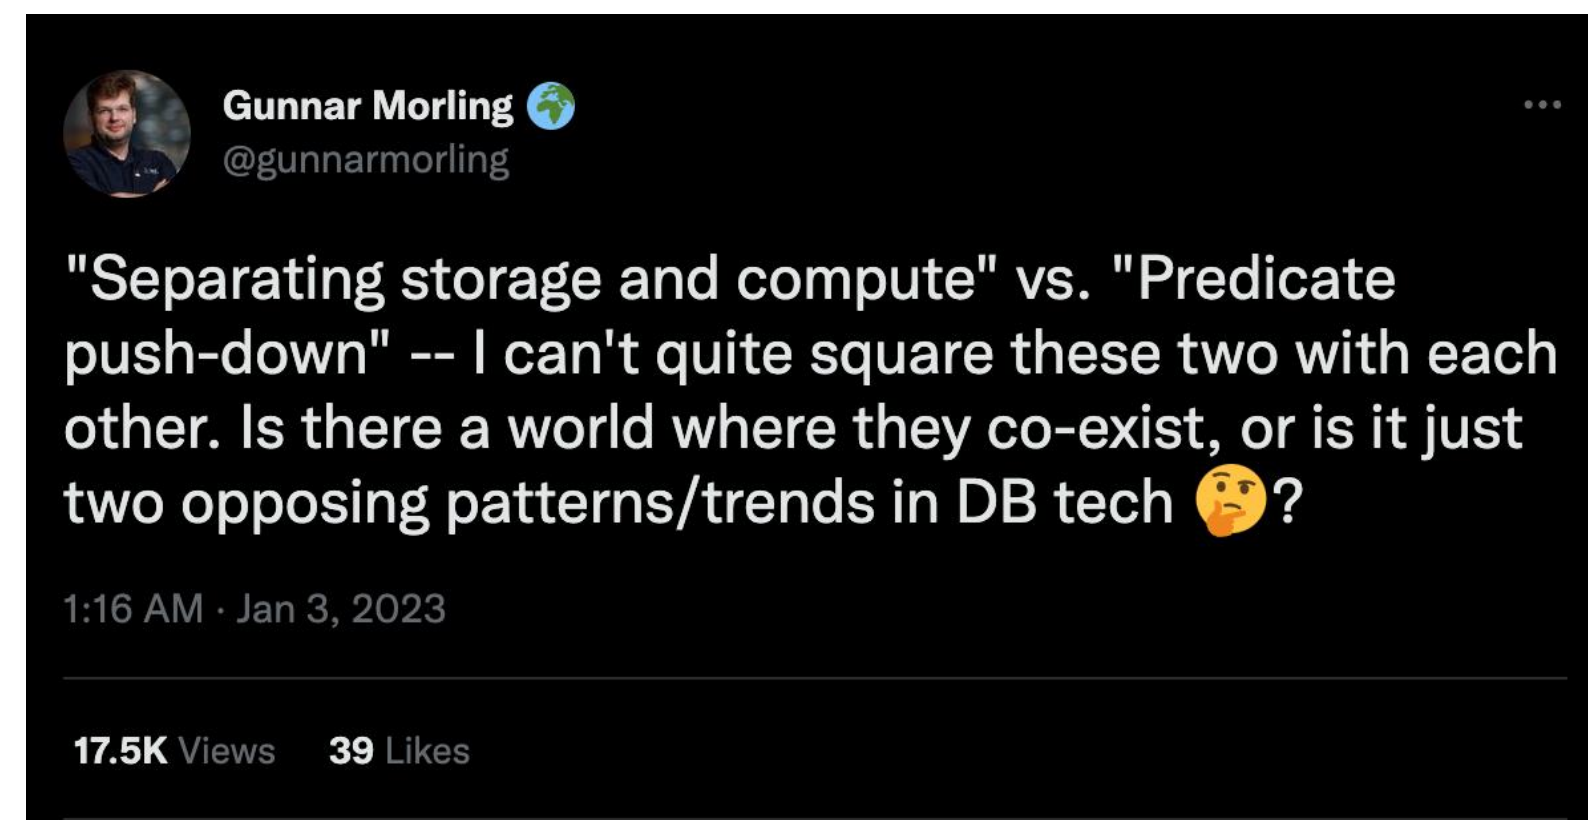 Gunnar Morling 🌍
@gunnarmorling
"Separating storage and compute" vs. "Predicate
push-down" -- I can't quite square these two with each
other. Is there a world where they co-exist, or is it just
two opposing patterns/trends in DB tech 🤔?
1:16 AM · Jan 3, 2023
17.5K Views 39 Likes